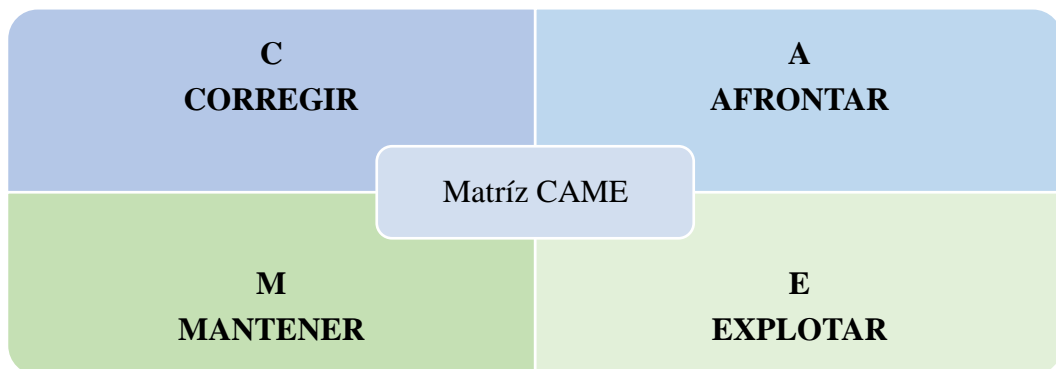 C
CORREGIR
A
AFRONTAR
Matríz CAME
M
MANTENER
E
EXPLOTAR